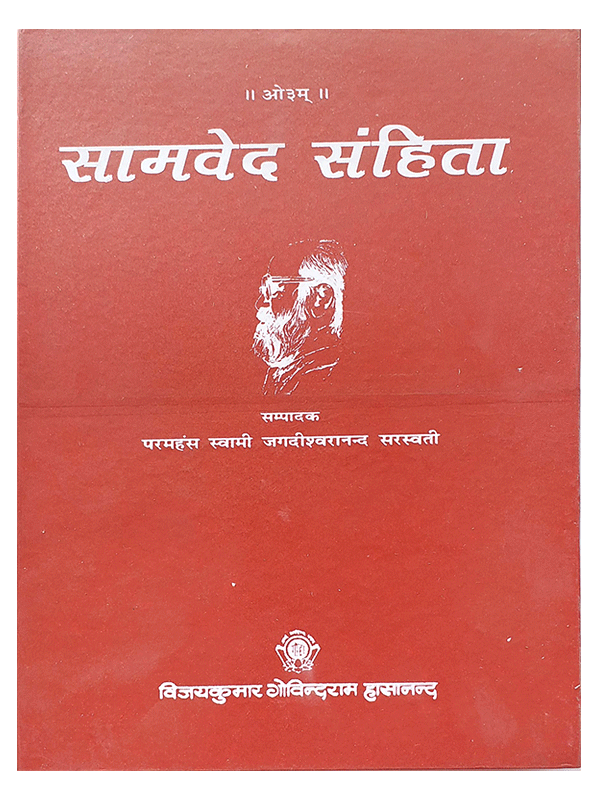 ॥ ओ३म् ॥
सामवेद संहिता
सम्पादक
परमहंस स्वामी जगदीश्वरानन्द सरस्वती
विजयकुमार गोविन्दराम हासानन्द